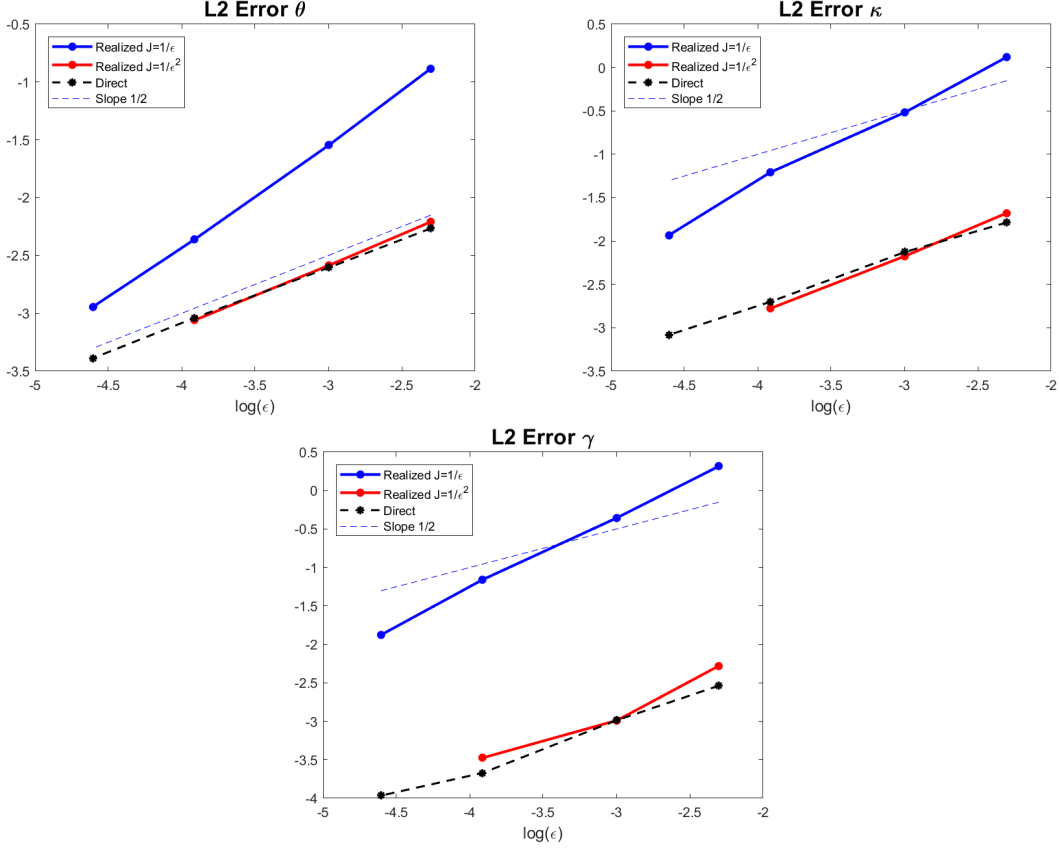 L2 Error θ
-0.5
-1
-1.5
-2
-2.5
-3
-3.5
-5
-4.5
-4
-3.5
-3
-2.5
-2
log(ϵ)
Realized J=1/ϵ
Realized J=1/ϵ²
Direct
Slope 1/2
L2 Error κ
0.5
0
-0.5
-1
-1.5
-2
-2.5
-3
-3.5
-5
-4.5
-4
-3.5
-3
-2.5
-2
log(ϵ)
Realized J=1/ϵ
Realized J=1/ϵ²
Direct
Slope 1/2
L2 Error γ
0.5
0
-0.5
-1
-1.5
-2
-2.5
-3
-3.5
-4
-5
-4.5
-4
-3.5
-3
-2.5
-2
log(ϵ)
Realized J=1/ϵ
Realized J=1/ϵ²
Direct
Slope 1/2